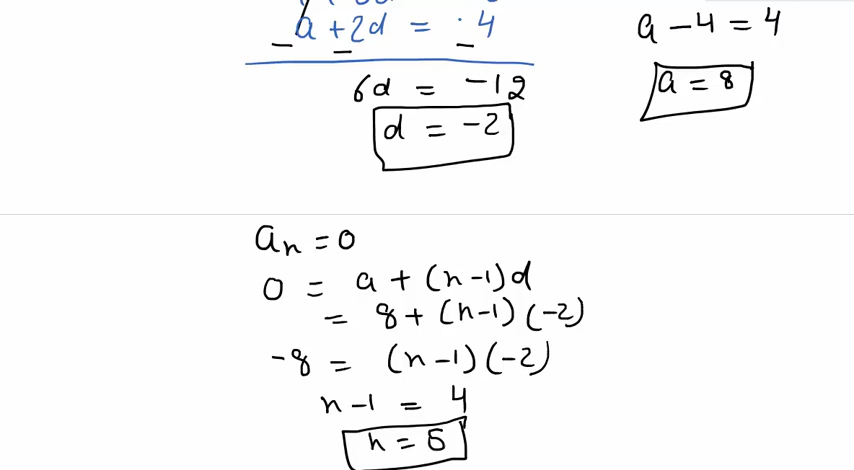 a + 2d = 4
6d = -12
d = -2
a - 4 = 4
a = 8
an = 0
0 = a + (n-1)d
= 8 + (n-1)(-2)
-8 = (n-1)(-2)
n-1 = 4
n = 5